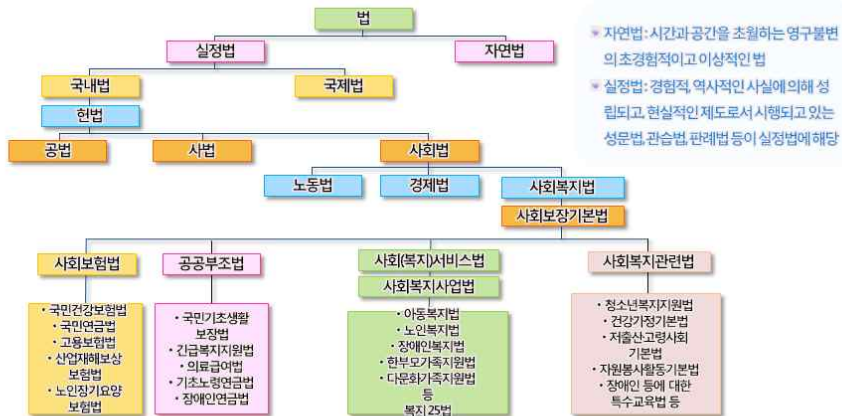 법
실정법
자연법
국내법
국제법
헌법
공법
사법
사회법
노동법
경제법
사회복지법
사회보장기본법
자연법: 시간과 공간을 초월하는 영구불변
의 초경험적이고 이상적인 법
실정법: 경험적, 역사적인 사실에 의해 성
립되고, 현실적인 제도로서 시행되고 있는
성문법, 관습법, 판례법 등이 실정법에 해당
사회보험법
• 국민건강보험법
• 국민연금법
• 고용보험법
• 산업재해보상
보험법
• 노인장기요양
보험법
공공부조법
• 국민기초생활
보장법
• 긴급복지지원법
• 의료급여법
• 기초노령연금법
• 장애인연금법
사회(복지)서비스법
사회복지사업법
• 아동복지법
• 노인복지법
• 장애인복지법
• 한부모가족지원법
• 다문화가족지원법
등
복지 25법
사회복지관련법
• 청소년복지지원법
• 건강가정기본법
• 저출산·고령사회
기본법
• 자원봉사활동기본법
• 장애인 등에 대한
특수교육법 등